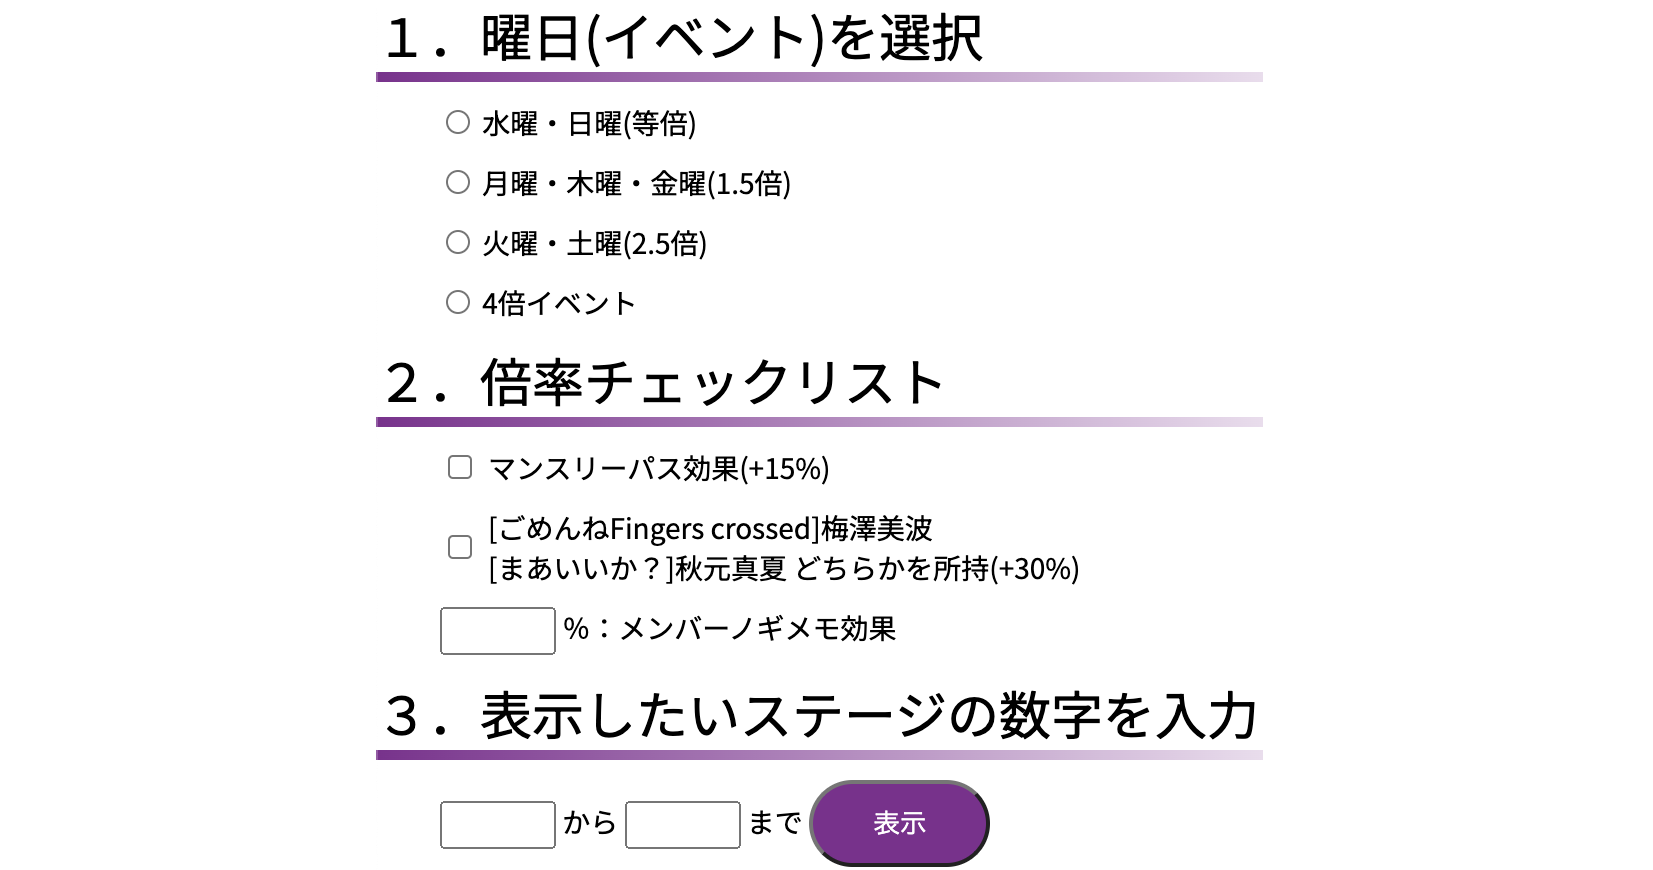 １．曜日(イベント)を選択
水曜・日曜(等倍)
月曜・木曜・金曜(1.5倍)
火曜・土曜(2.5倍)
4倍イベント
２．倍率チェックリスト
マンスリーパス効果(+15%)
[ごめんねFingers crossed]梅澤美波
[まあいいか？]秋元真夏 どちらかを所持(+30%)
%：メンバーノギメモ効果
３．表示したいステージの数字を入力
から まで 表示